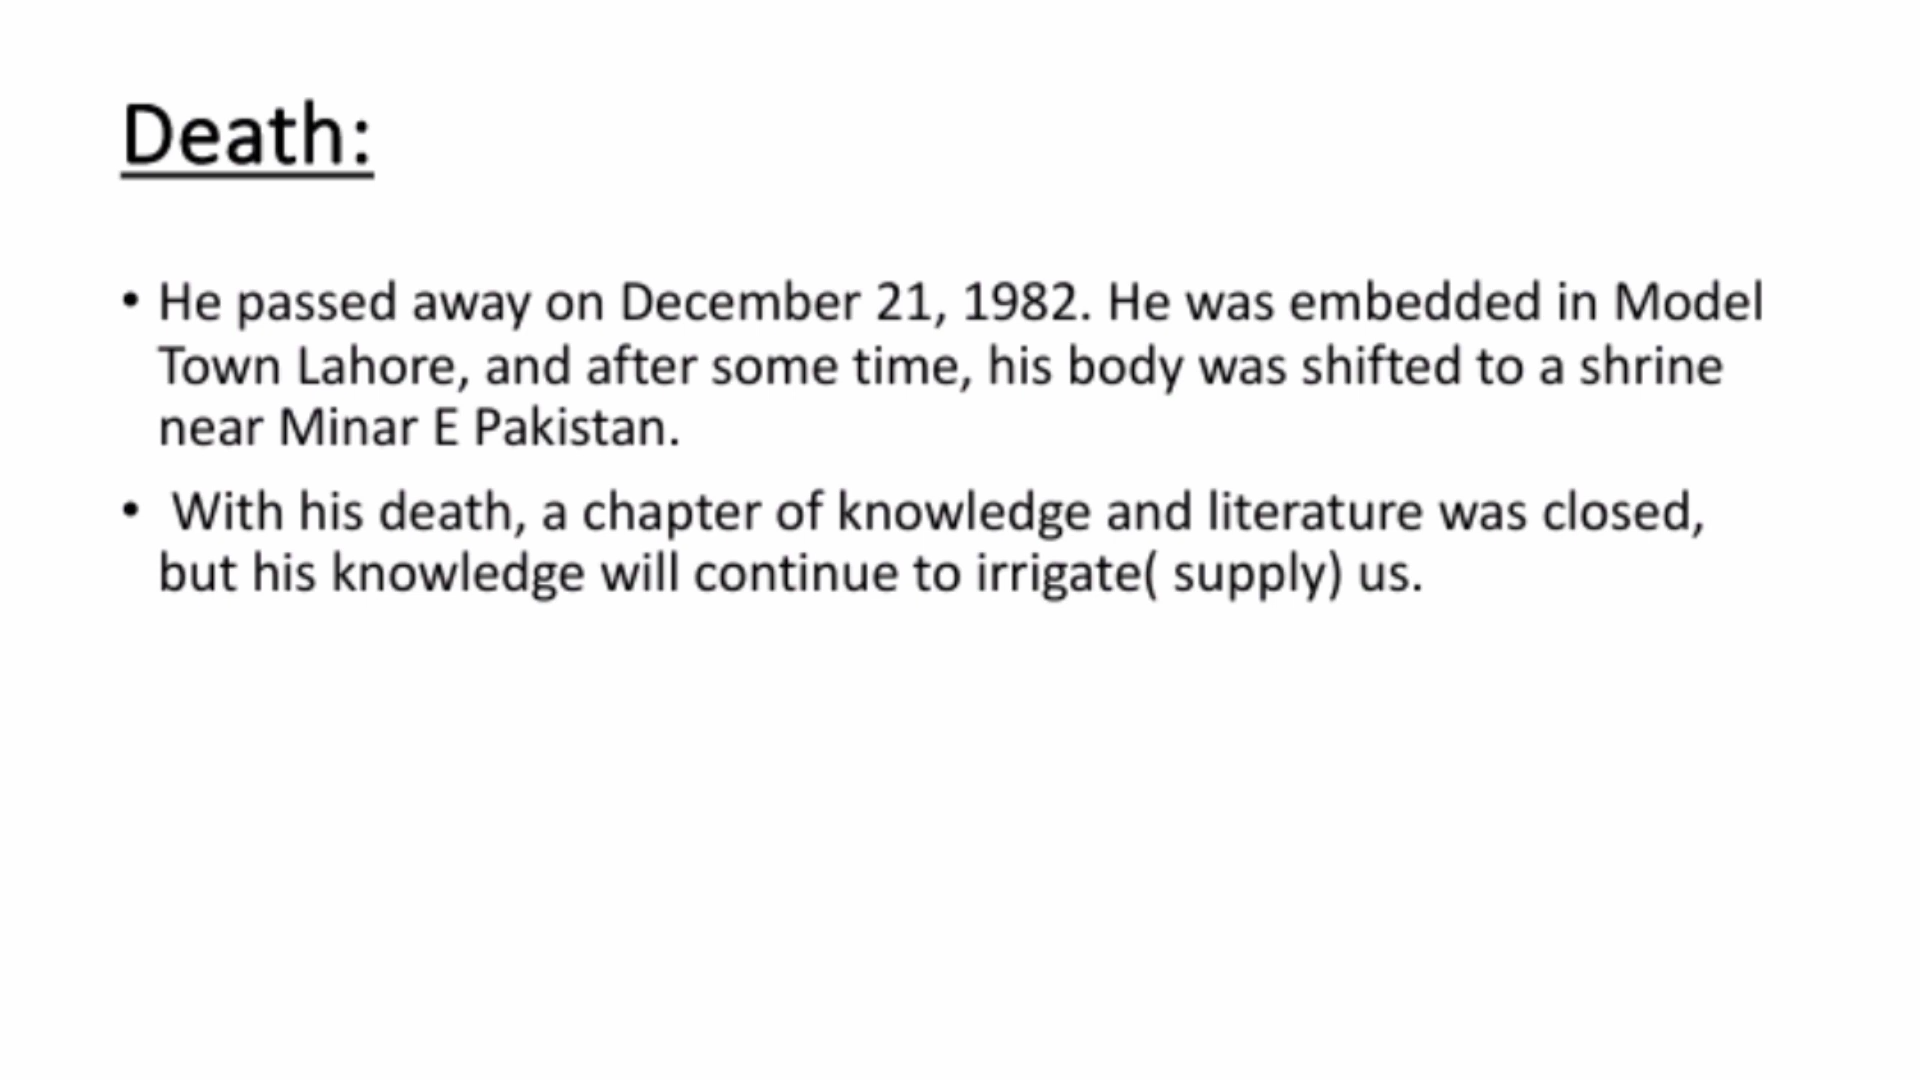 Death:
• He passed away on December 21, 1982. He was embedded in Model
Town Lahore, and after some time, his body was shifted to a shrine
near Minar E Pakistan.
• With his death, a chapter of knowledge and literature was closed,
but his knowledge will continue to irrigate( supply) us.